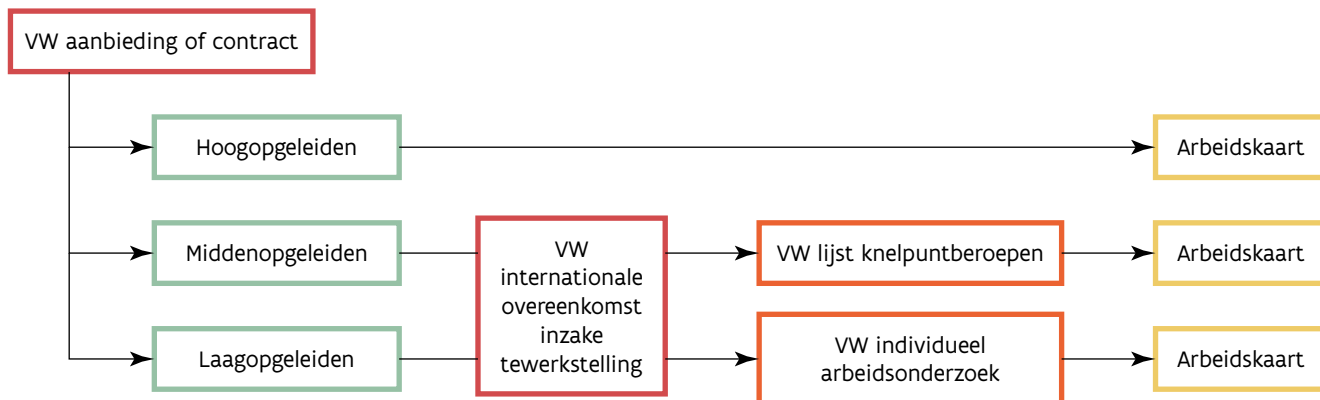 VW aanbieding of contract
Hoogopgeleiden
Arbeidskaart
Middenopgeleiden
VW
internationale
overeenkomst
inzake
tewerkstelling
VW lijst knelpuntberoepen
Arbeidskaart
Laagopgeleiden
VW individueel
arbeidsonderzoek
Arbeidskaart